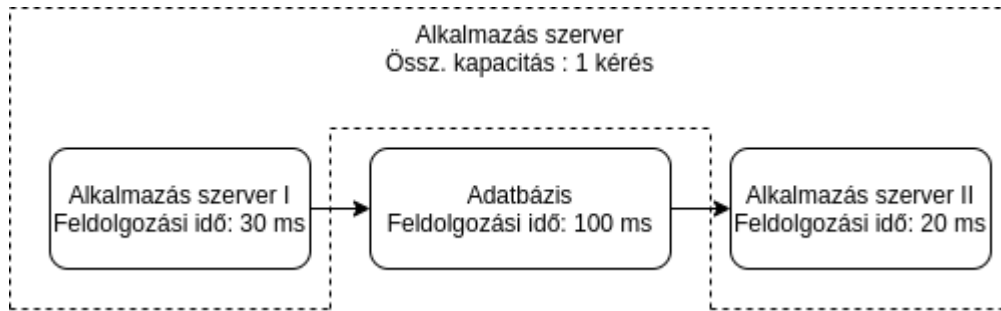 Alkalmazás szerver
Össz. kapacitás : 1 kérés
Alkalmazás szerver I
Feldolgozási idő: 30 ms
Adatbázis
Feldolgozási idő: 100 ms
Alkalmazás szerver II
Feldolgozási idő: 20 ms